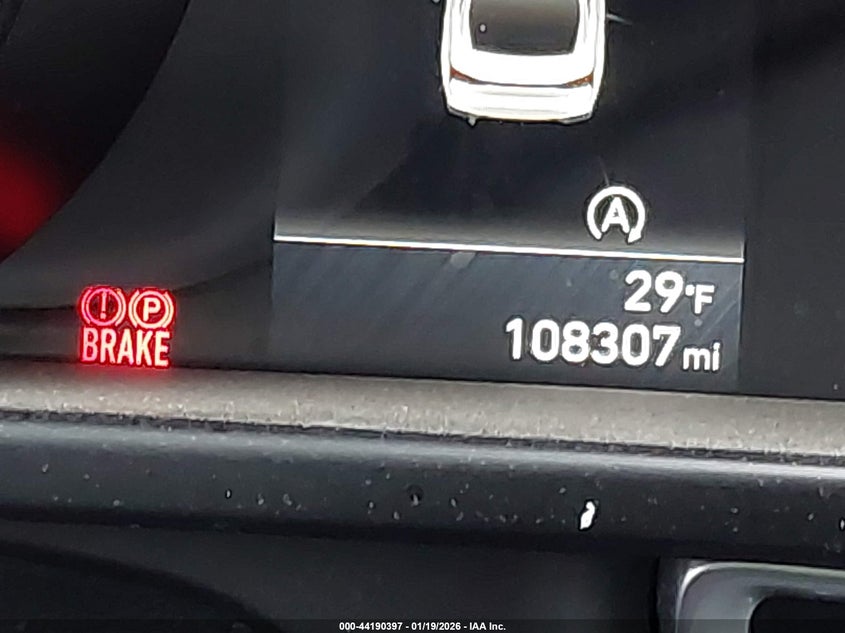 A
29°F
108307 mi
! P
BRAKE
000-44190397 - 01/19/2026 - IAA Inc.